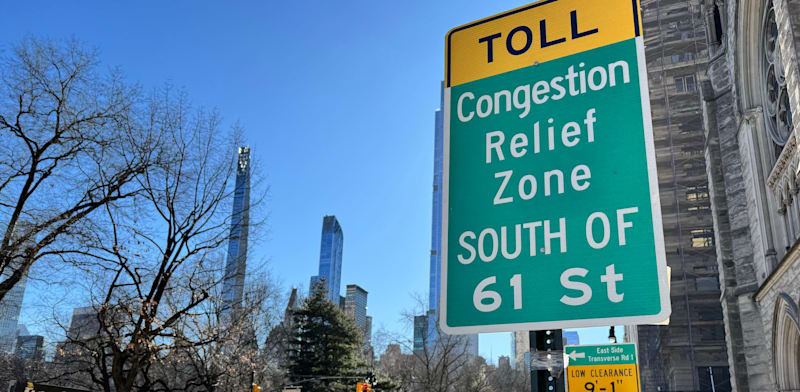 TOLL
Congestion
Relief
Zone
SOUTH OF
61 St
East Side
Transverse Rd 1
LOW CLEARANCE
9'-1"